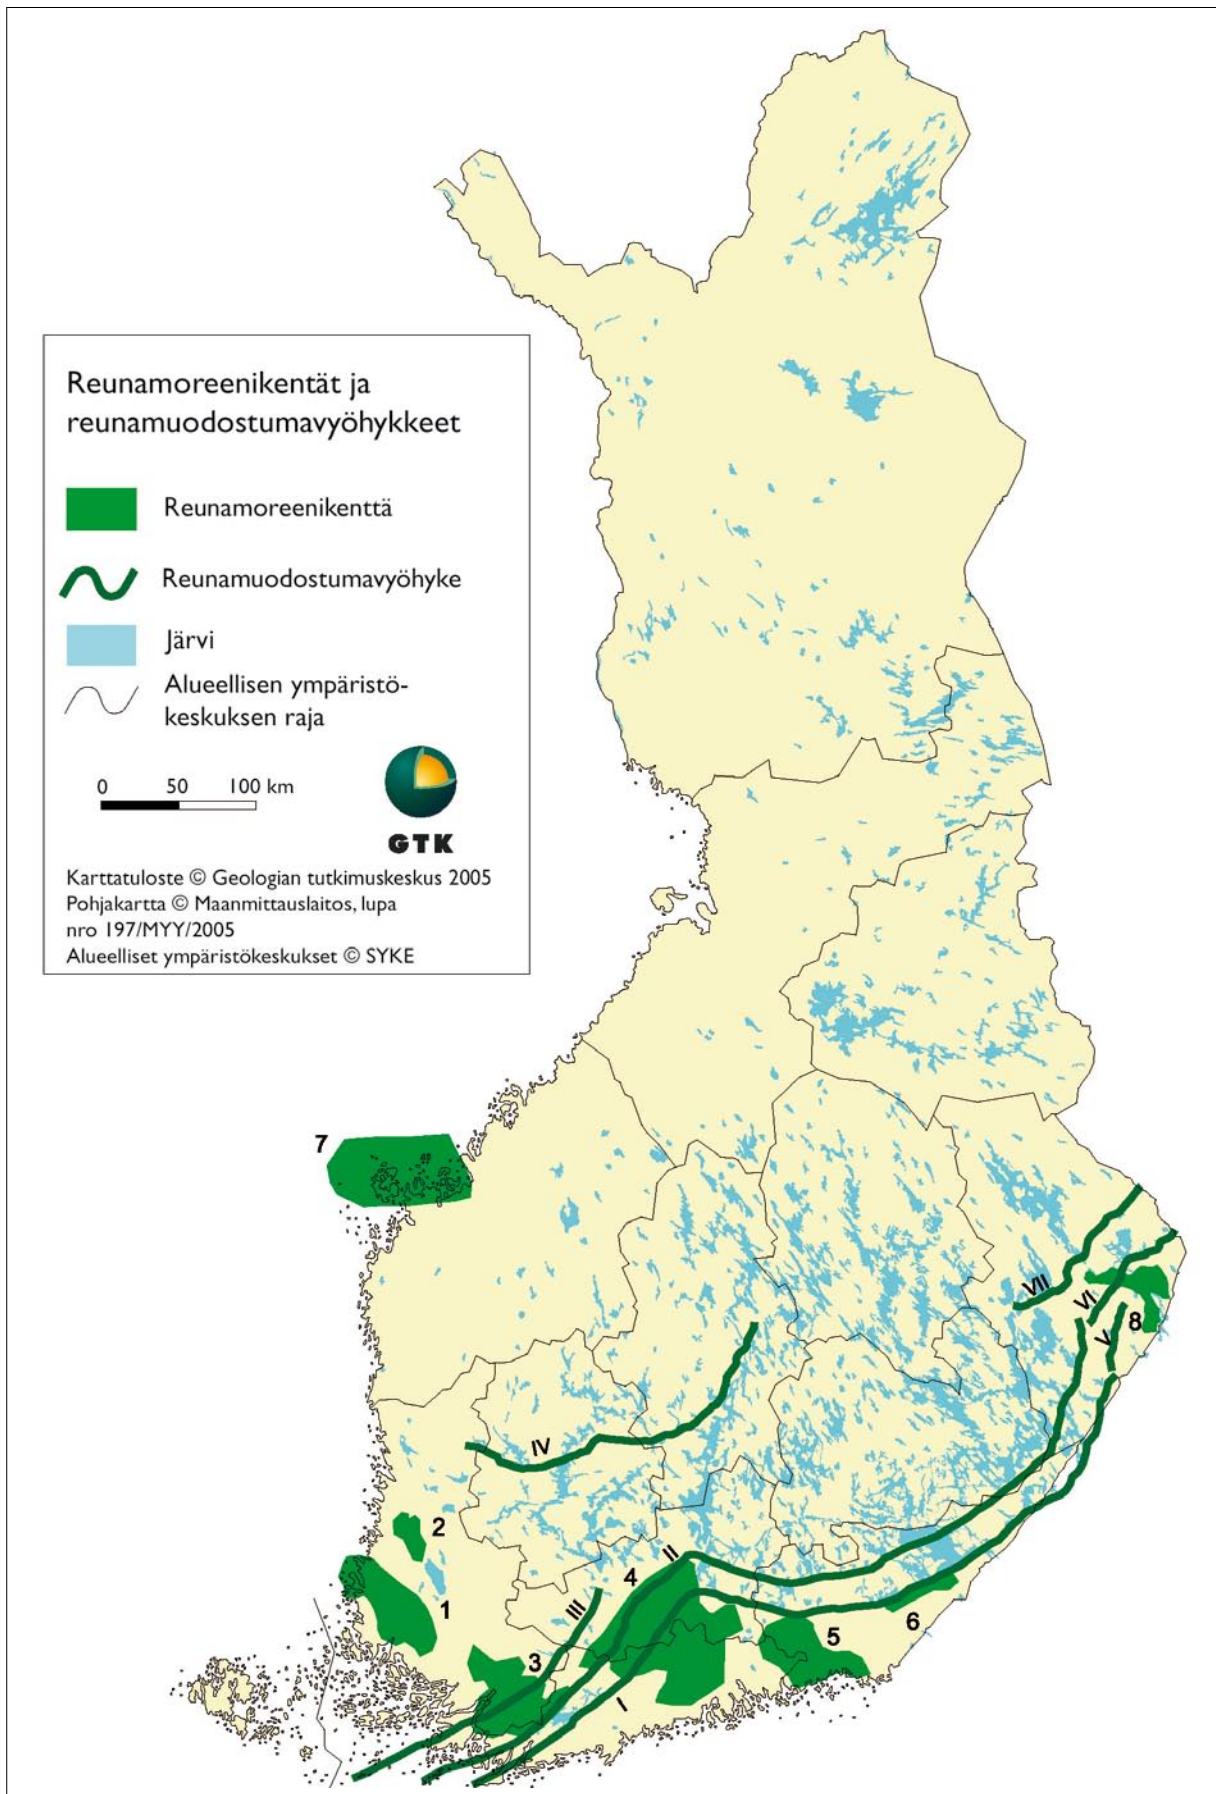 Reunamoreenikentät ja
reunamuodostumavyöhykkeet
Reunamoreenikenttä
Reunamuodostumavyöhyke
Järvi
Alueellisen ympäristö-
keskuksen raja
0 50 100 km
GTK
Karttatuloste © Geologian tutkimuskeskus 2005
Pohjakartta © Maanmittauslaitos, lupa
nro 197/MYY/2005
Alueelliset ympäristökeskukset © SYKE
7
VII
VI
8
V
IV
2
II
4
III
1
6
5
3
I